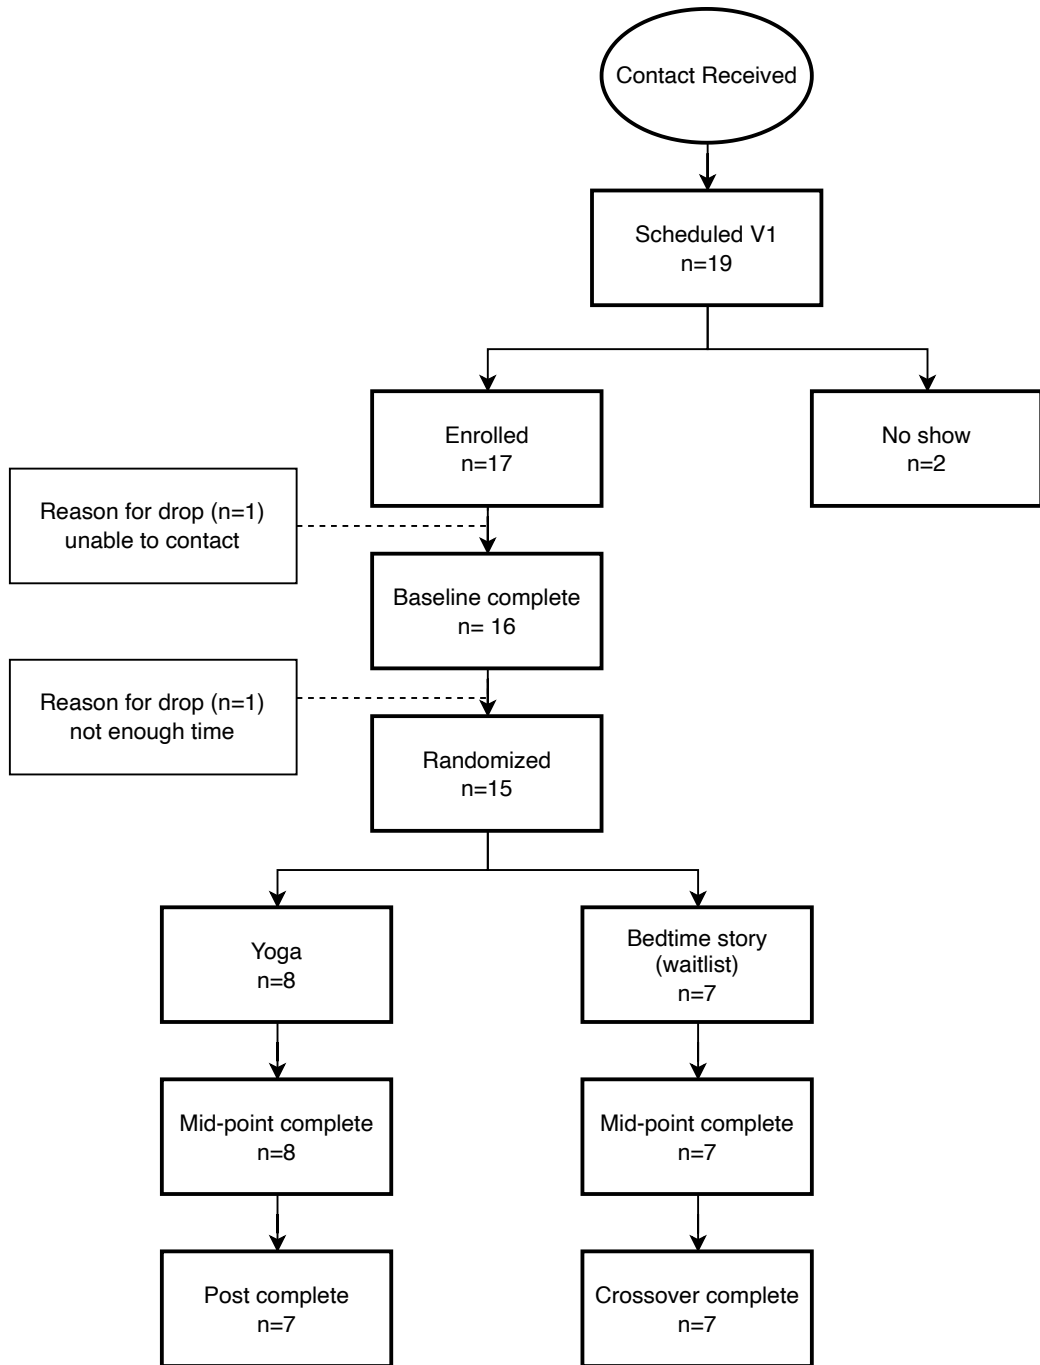 Contact Received
Scheduled V1
n=19
Enrolled
n=17
No show
n=2
Reason for drop (n=1)
unable to contact
Baseline complete
n= 16
Reason for drop (n=1)
not enough time
Randomized
n=15
Yoga
n=8
Bedtime story
(waitlist)
n=7
Mid-point complete
n=8
Mid-point complete
n=7
Post complete
n=7
Crossover complete
n=7